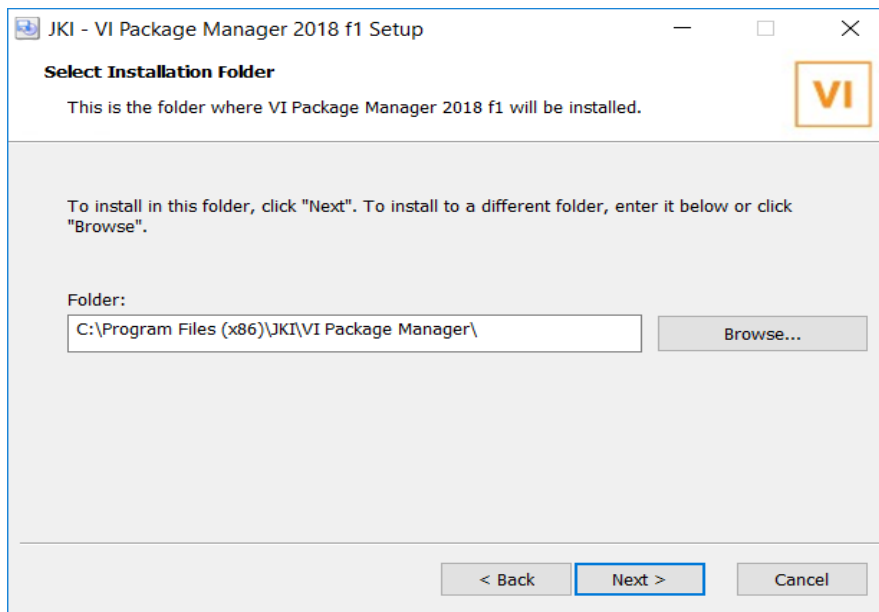 JKI - VI Package Manager 2018 f1 Setup
Select Installation Folder
This is the folder where VI Package Manager 2018 f1 will be installed.
VI
To install in this folder, click "Next". To install to a different folder, enter it below or click
"Browse".
Folder:
C:\Program Files (x86)\JKI\VI Package Manager\
Browse...
< Back
Next >
Cancel